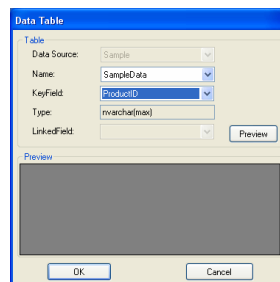 Data Table
Table
Data Source: Sample
Name: SampleData
KeyField: ProductID
Type: nvarchar(max)
LinkedField:
Preview
Preview
OK Cancel